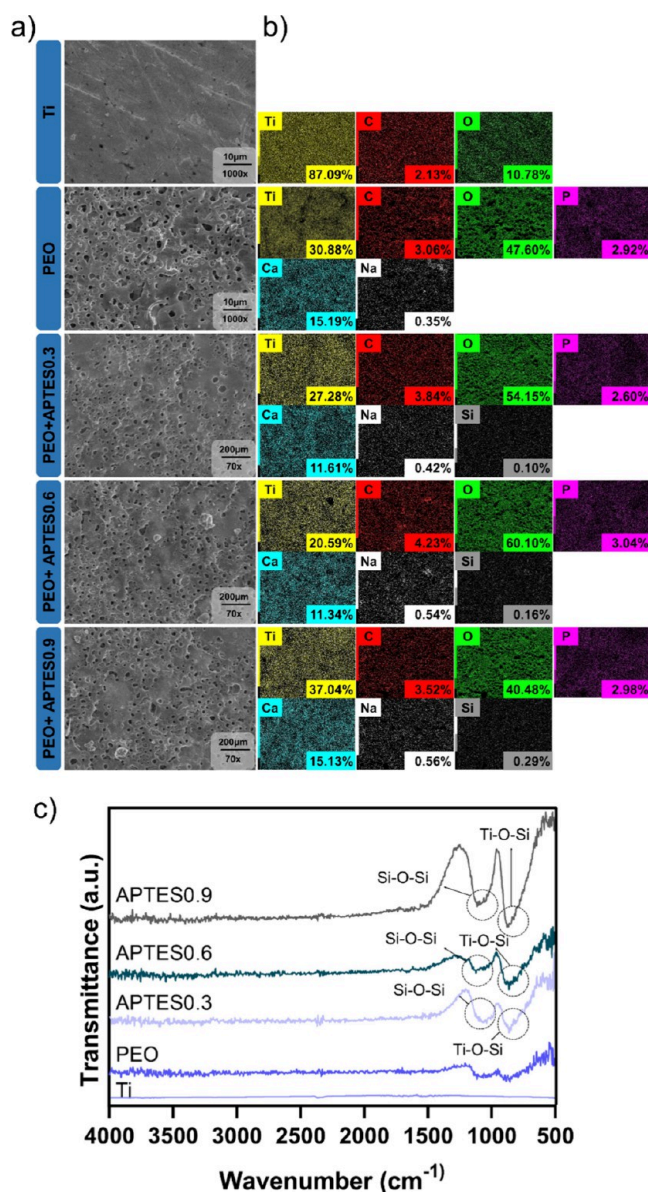 a)
b)
Ti
10µm
1000x
Ti
C
O
87.09%
2.13%
10.78%
PEO
10µm
1000x
Ti
C
O
P
30.88%
3.06%
47.60%
2.92%
Ca
Na
15.19%
0.35%
PEO+APTES0.3
200µm
70x
Ti
C
O
P
27.28%
3.84%
54.15%
2.60%
Ca
Na
Si
11.61%
0.42%
0.10%
PEO+ APTES0.6
200µm
70x
Ti
C
O
P
20.59%
4.23%
60.10%
3.04%
Ca
Na
Si
11.34%
0.54%
0.16%
PEO+ APTES0.9
200µm
70x
Ti
C
O
P
37.04%
3.52%
40.48%
2.98%
Ca
Na
Si
15.13%
0.56%
0.29%
c)
Transmittance (a.u.)
Ti-O-Si
Si-O-Si
APTES0.9
Si-O-Si
Ti-O-Si
APTES0.6
Si-O-Si
APTES0.3
Ti-O-Si
PEO
Ti
4000 3500 3000 2500 2000 1500 1000 500
Wavenumber (cm⁻¹)